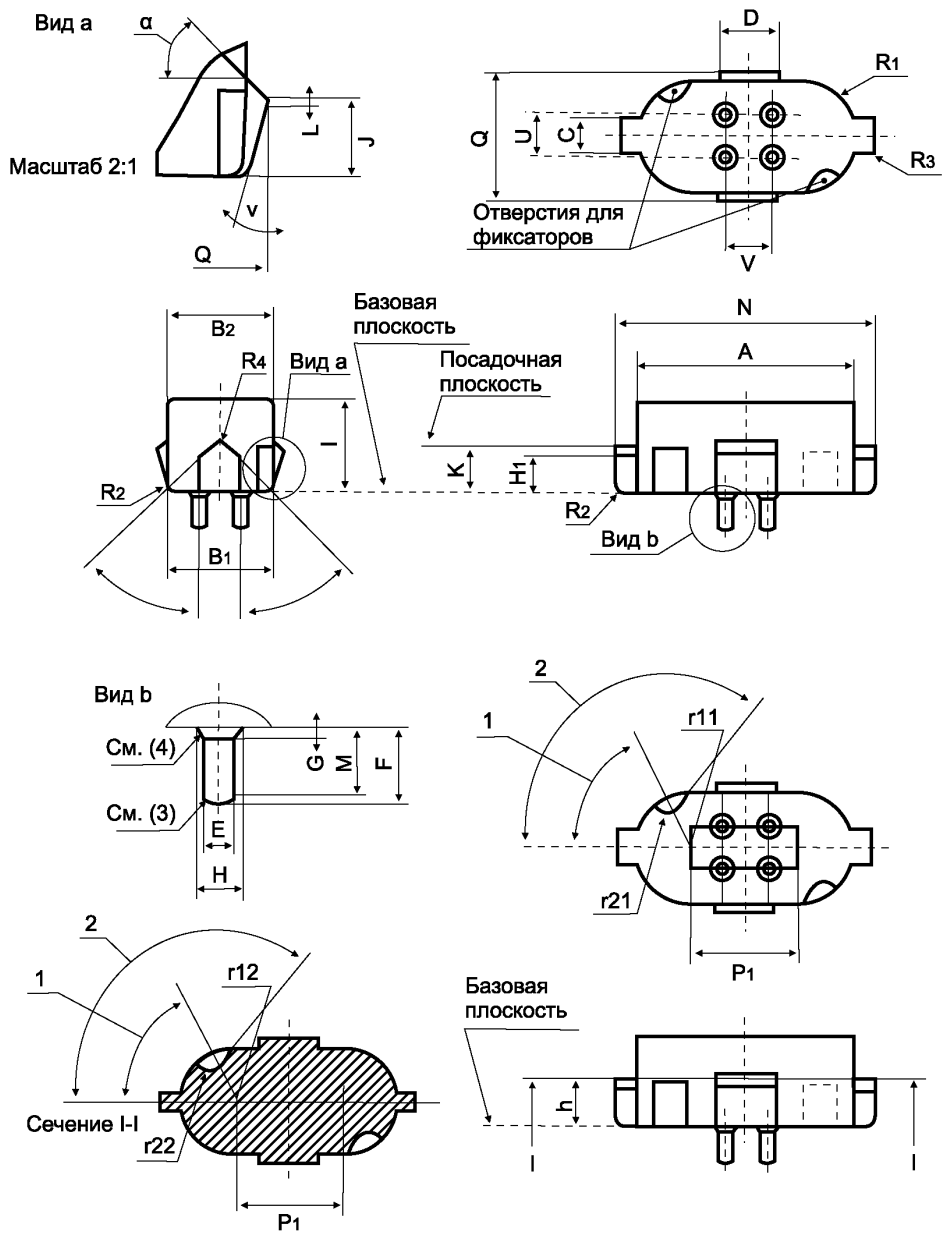 Вид a
α
L
J
Масштаб 2:1
v
Q
D
R1
Q
U
C
R3
Отверстия для
фиксаторов
V
B2
R4
Вид a
Базовая
плоскость
I
R2
B1
Посадочная
плоскость
N
A
K
H1
R2
Вид b
Вид b
См. (4)
G
M
F
См. (3)
E
H
2
1
r11
r21
P1
2
1
r12
Сечение I-I
r22
P1
Базовая
плоскость
h
I
I